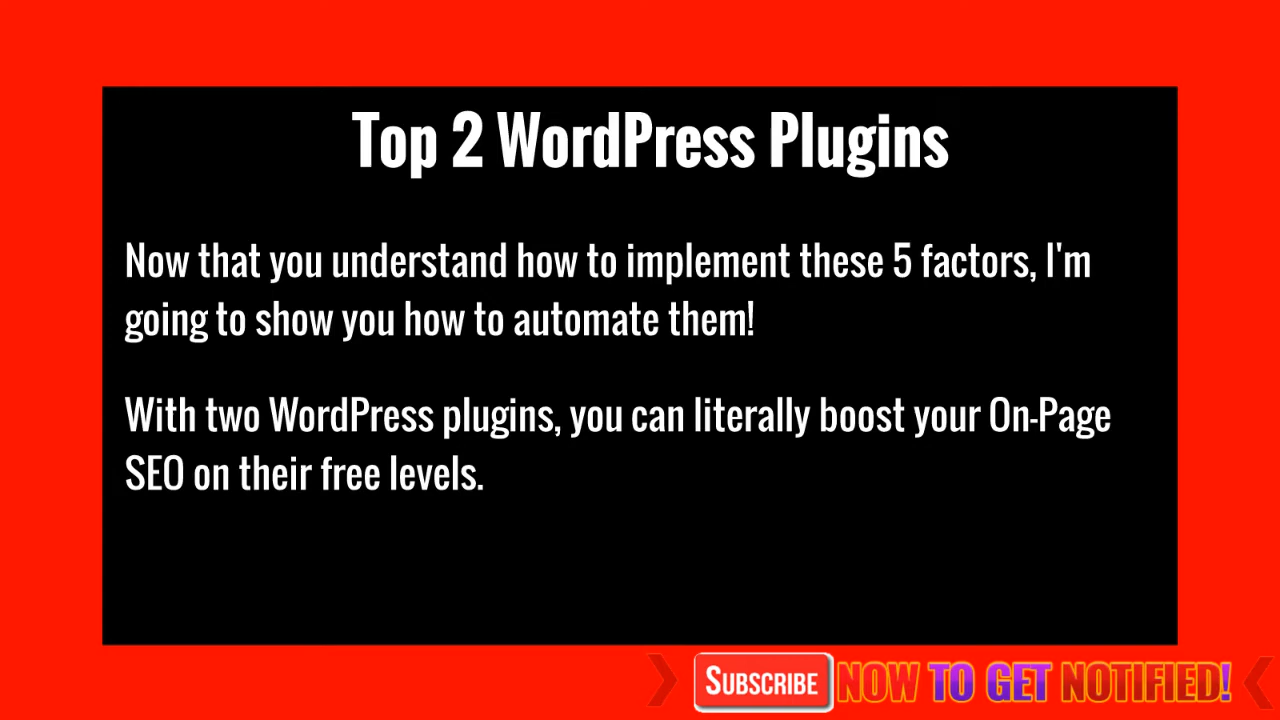 Top 2 WordPress Plugins
Now that you understand how to implement these 5 factors, I'm
going to show you how to automate them!
With two WordPress plugins, you can literally boost your On-Page
SEO on their free levels.
SUBSCRIBE NOW TO GET NOTIFIED!